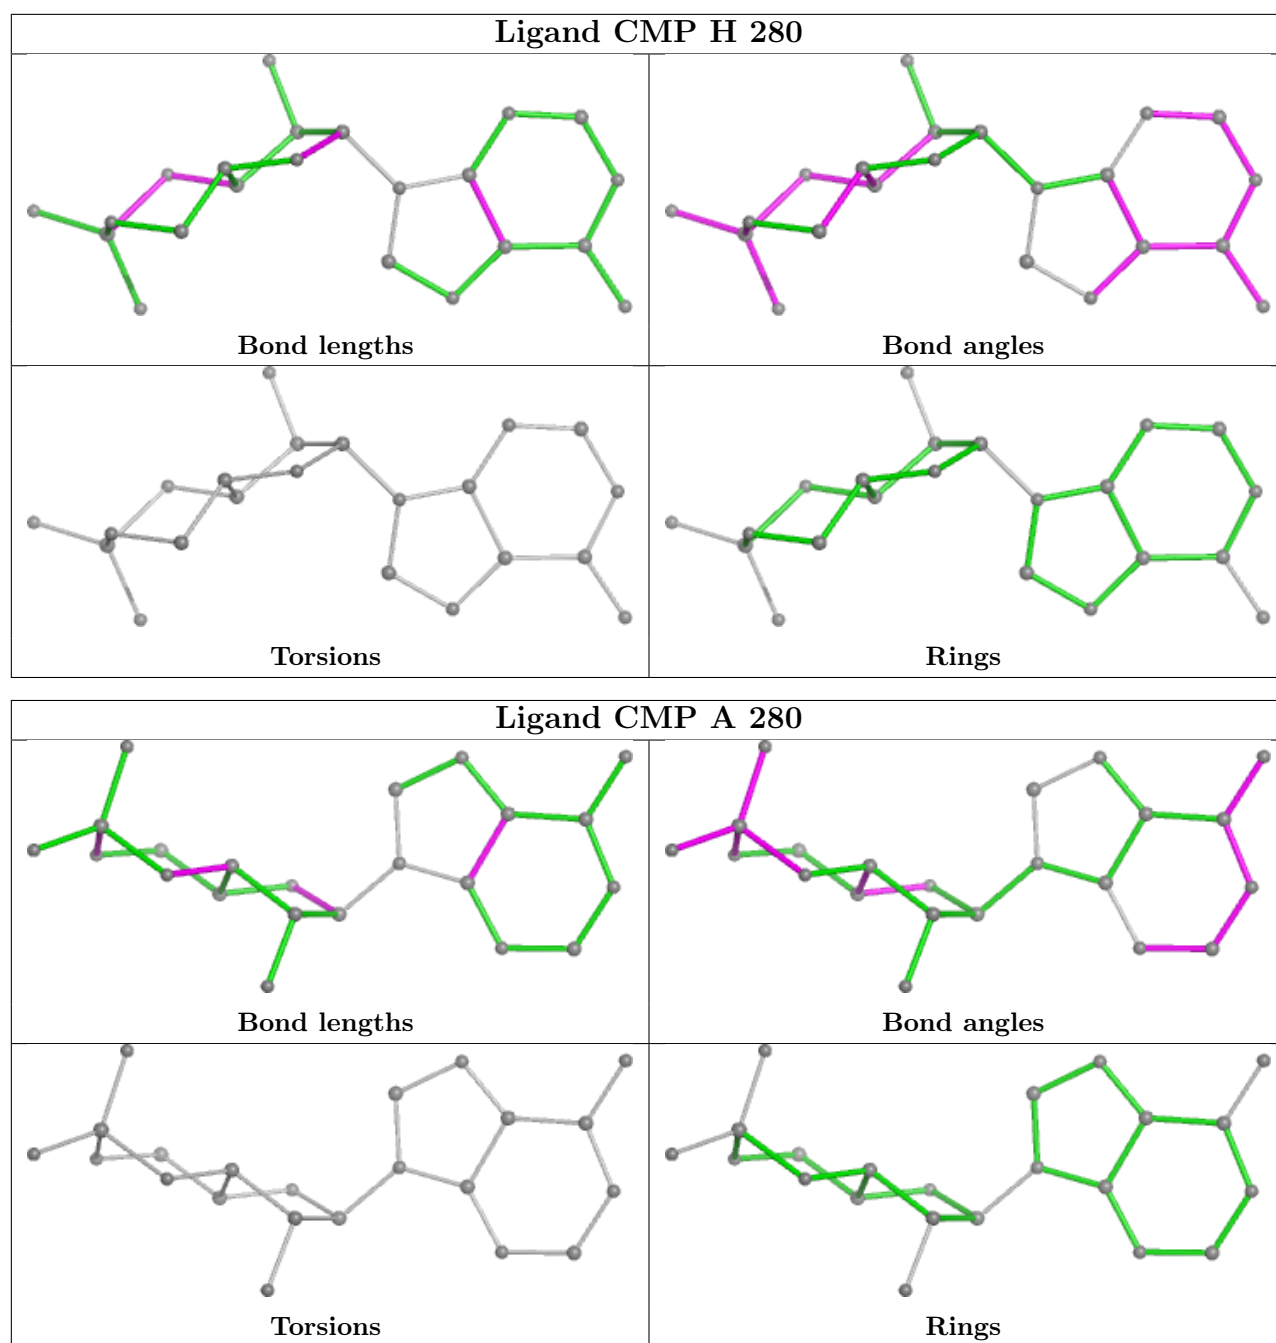 Ligand CMP H 280
Bond lengths
Bond angles
Torsions
Rings
Ligand CMP A 280
Bond lengths
Bond angles
Torsions
Rings